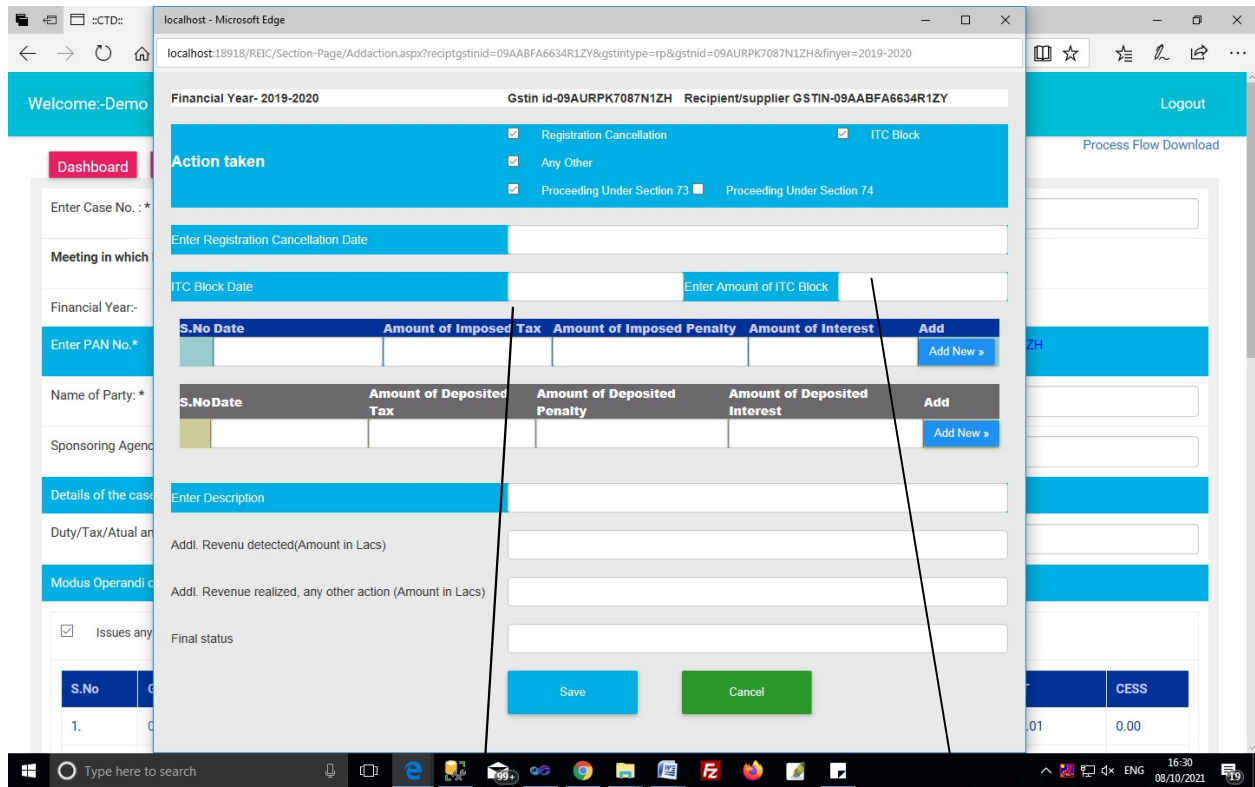 ::CTD::
localhost - Microsoft Edge
localhost:18918/REIC/Section-Page/Addaction.aspx?reciptgstinid=09AABFA6634R1ZY&gstintype=rp&gstnid=09AURPK7087N1ZH&finyer=2019-2020
Welcome:-Demo
Logout
Process Flow Download
Dashboard
Financial Year- 2019-2020 Gstin id-09AURPK7087N1ZH Recipient/supplier GSTIN-09AABFA6634R1ZY
Action taken
Registration Cancellation ITC Block
Any Other
Proceeding Under Section 73 Proceeding Under Section 74
Enter Registration Cancellation Date
ITC Block Date Enter Amount of ITC Block
S.No Date Amount of Imposed Tax Amount of Imposed Penalty Amount of Interest Add
Add New »
S.No Date Amount of Deposited Tax Amount of Deposited Penalty Amount of Deposited Interest Add
Add New »
Enter Description
Addl. Revenu detected(Amount in Lacs)
Addl. Revenue realized, any other action (Amount in Lacs)
Final status
Save Cancel
Enter Case No. : *
Meeting in which
Financial Year:-
Enter PAN No.* ZH
Name of Party: *
Sponsoring Agenc
Details of the case
Duty/Tax/Atual an
Modus Operandi
Issues any
S.No CESS
1. .01 0.00
Type here to search
99+
ENG
16:30
08/10/2021
19